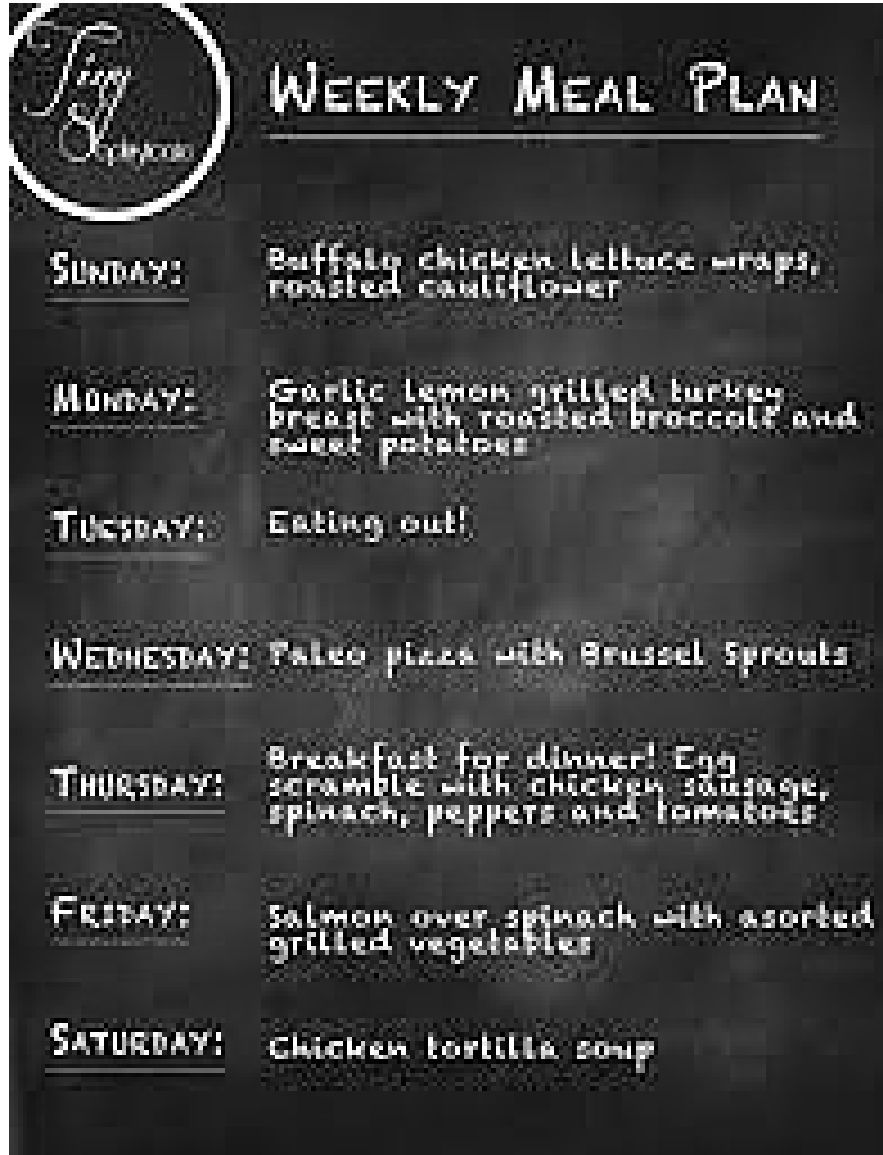 Tiny
WEEKLY MEAL PLAN
SUNDAY:
Buffalo chicken lettuce wraps,
roasted cauliflower
MONDAY:
Garlic lemon grilled turkey
breast with roasted broccoli and
sweet potatoes
TUESDAY:
Eating out!
WEDNESDAY:
Paleo pizza with Brussel Sprouts
THURSDAY:
Breakfast for dinner! Egg
scramble with chicken sausage,
spinach, peppers and tomatoes
FRIDAY:
Salmon over spinach with asorted
grilled vegetables
SATURDAY:
Chicken tortilla soup